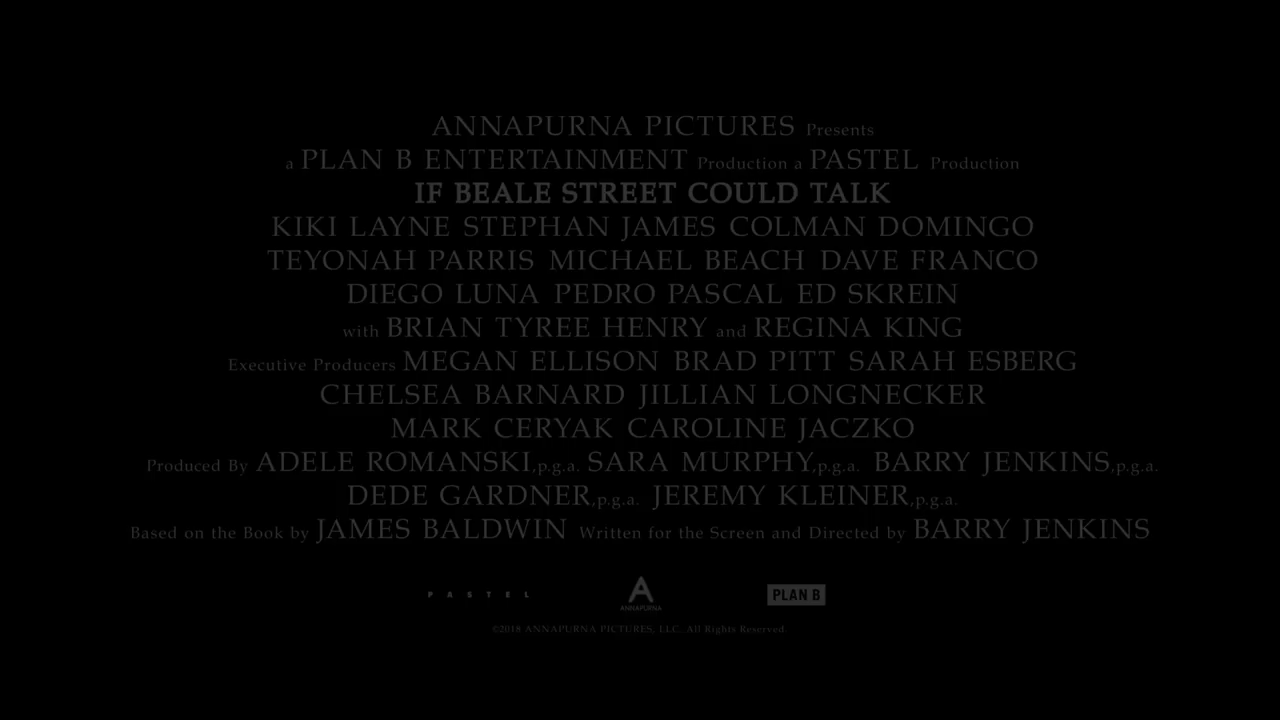 ANNAPURNA PICTURES Presents
a PLAN B ENTERTAINMENT Production a PASTEL Production
IF BEALE STREET COULD TALK
KIKI LAYNE STEPHAN JAMES COLMAN DOMINGO
TEYONAH PARRIS MICHAEL BEACH DAVE FRANCO
DIEGO LUNA PEDRO PASCAL ED SKREIN
with BRIAN TYREE HENRY and REGINA KING
Executive Producers MEGAN ELLISON BRAD PITT SARAH ESBERG
CHELSEA BARNARD JILLIAN LONGNECKER
MARK CERYAK CAROLINE JACZKO
Produced By ADELE ROMANSKI,p.g.a. SARA MURPHY,p.g.a. BARRY JENKINS,p.g.a.
DEDE GARDNER,p.g.a. JEREMY KLEINER,p.g.a.
Based on the Book by JAMES BALDWIN Written for the Screen and Directed by BARRY JENKINS
PASTEL A PLAN B
ANNAPURNA
©2018 ANNAPURNA PICTURES, LLC. All Rights Reserved.